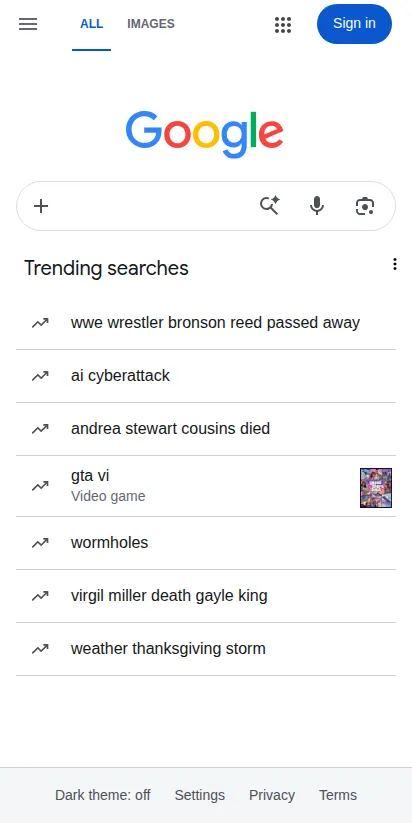 ALL IMAGES Sign in
Google
Trending searches
wwe wrestler bronson reed passed away
ai cyberattack
andrea stewart cousins died
gta vi
Video game
wormholes
virgil miller death gayle king
weather thanksgiving storm
Dark theme: off Settings Privacy Terms